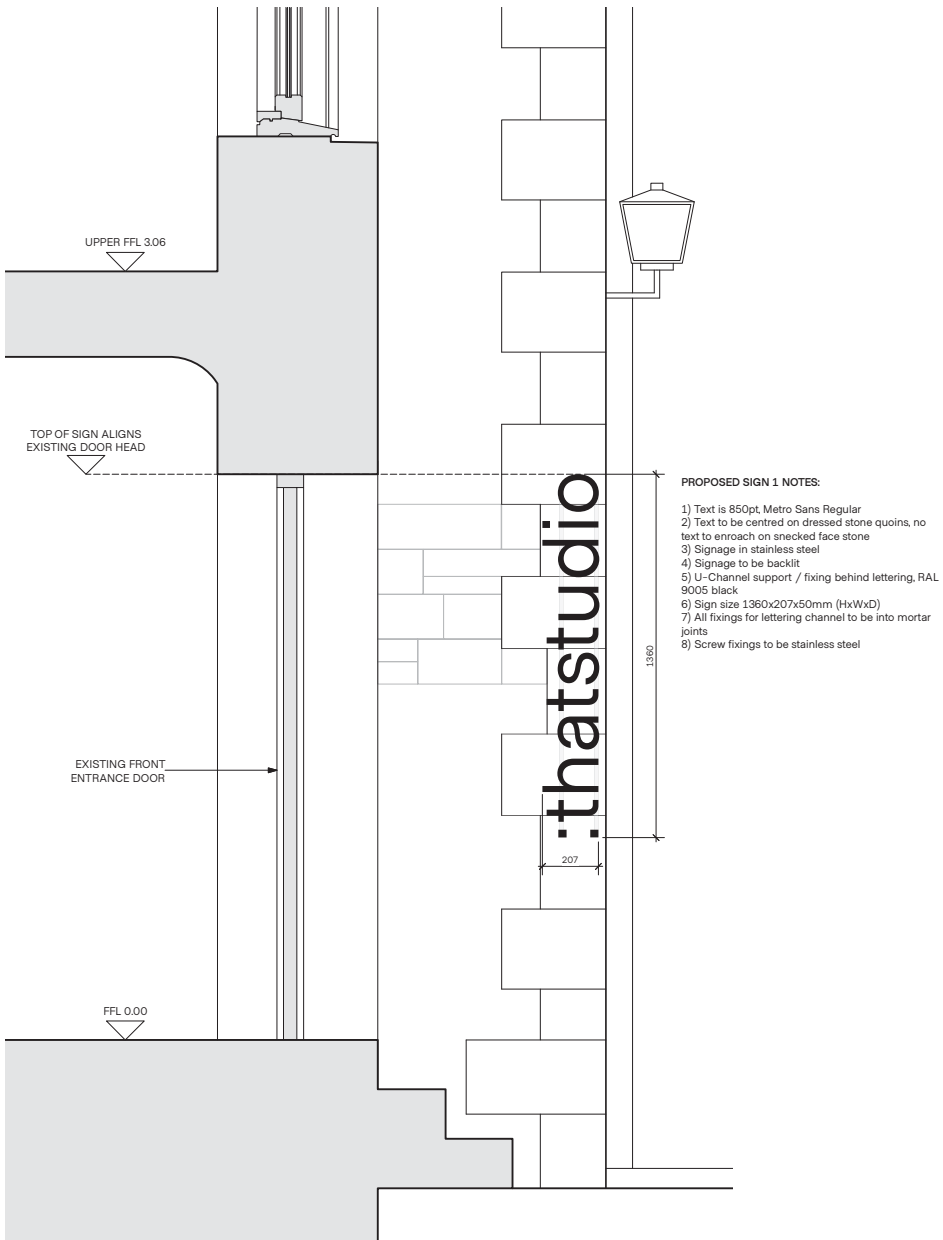 UPPER FFL 3.06
TOP OF SIGN ALIGNS
EXISTING DOOR HEAD
:thatstudio
PROPOSED SIGN 1 NOTES:
1) Text is 850pt, Metro Sans Regular
2) Text to be centred on dressed stone quoins, no
text to enroach on snecked face stone
3) Signage in stainless steel
4) Signage to be backlit
5) U-Channel support / fixing behind lettering, RAL
9005 black
6) Sign size 1360x207x50mm (HxWxD)
7) All fixings for lettering channel to be into mortar
joints
8) Screw fixings to be stainless steel
1360
EXISTING FRONT
ENTRANCE DOOR
207
FFL 0.00